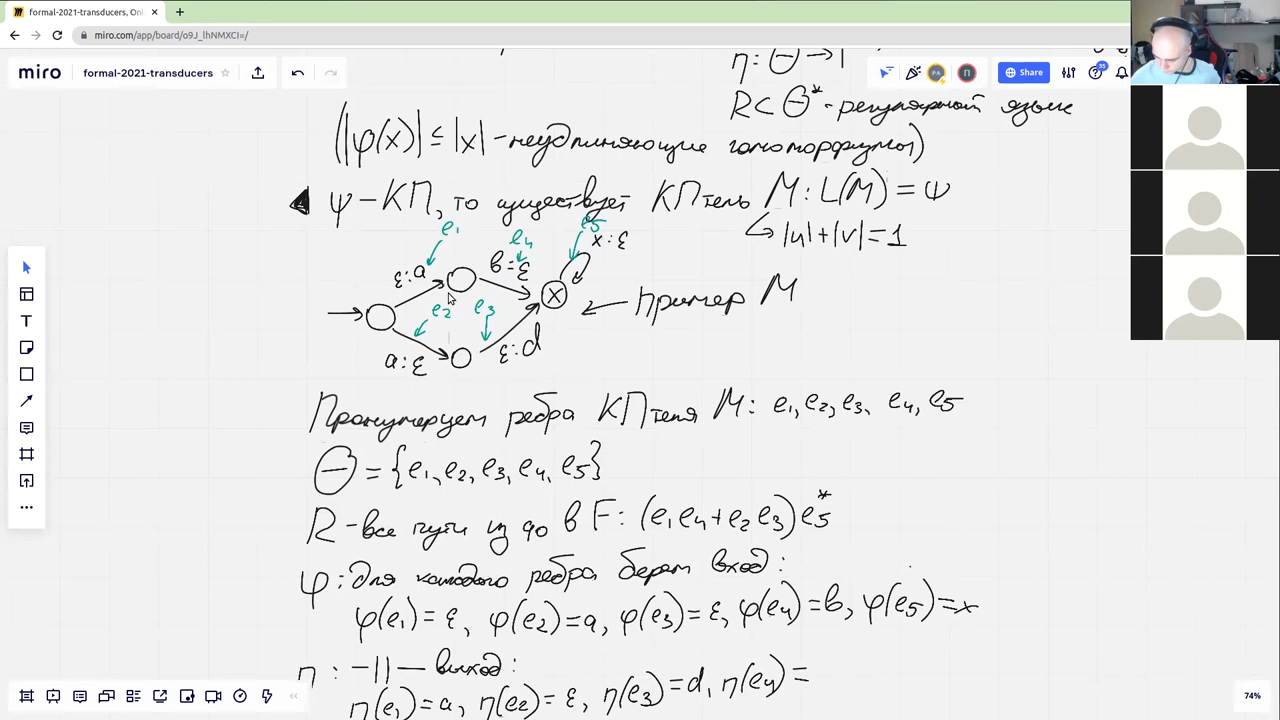 formal-2021-transducers, Onl
miro.com/app/board/o9J_lhNMXCI=/
miro
formal-2021-transducers
PA
П
Share
35
η: Θ →
R ⊂ Θ* - регулярный язык
(|φ(x)| ≤ |x| - неудлиняющие гомоморфизмы)
ψ - КП, то существует КПтель M: L(M) = ψ
↳ |u|+|v|=1
e1
e4
e5
x:ε
ε:a
b:ε
e2
e3
a:ε
ε:d
x
← Пример M
Пронумеруем ребра КПтеля M: e1, e2, e3, e4, e5
Θ = {e1, e2, e3, e4, e5}
R - все пути из q0 в F: (e1e4+e2e3)e5*
φ: для каждого ребра берем вход:
φ(e1)=ε, φ(e2)=a, φ(e3)=ε, φ(e4)=b, φ(e5)=x
η: -||- выход:
η(e1)=a, η(e2)=ε, η(e3)=d, η(e4)=
74%